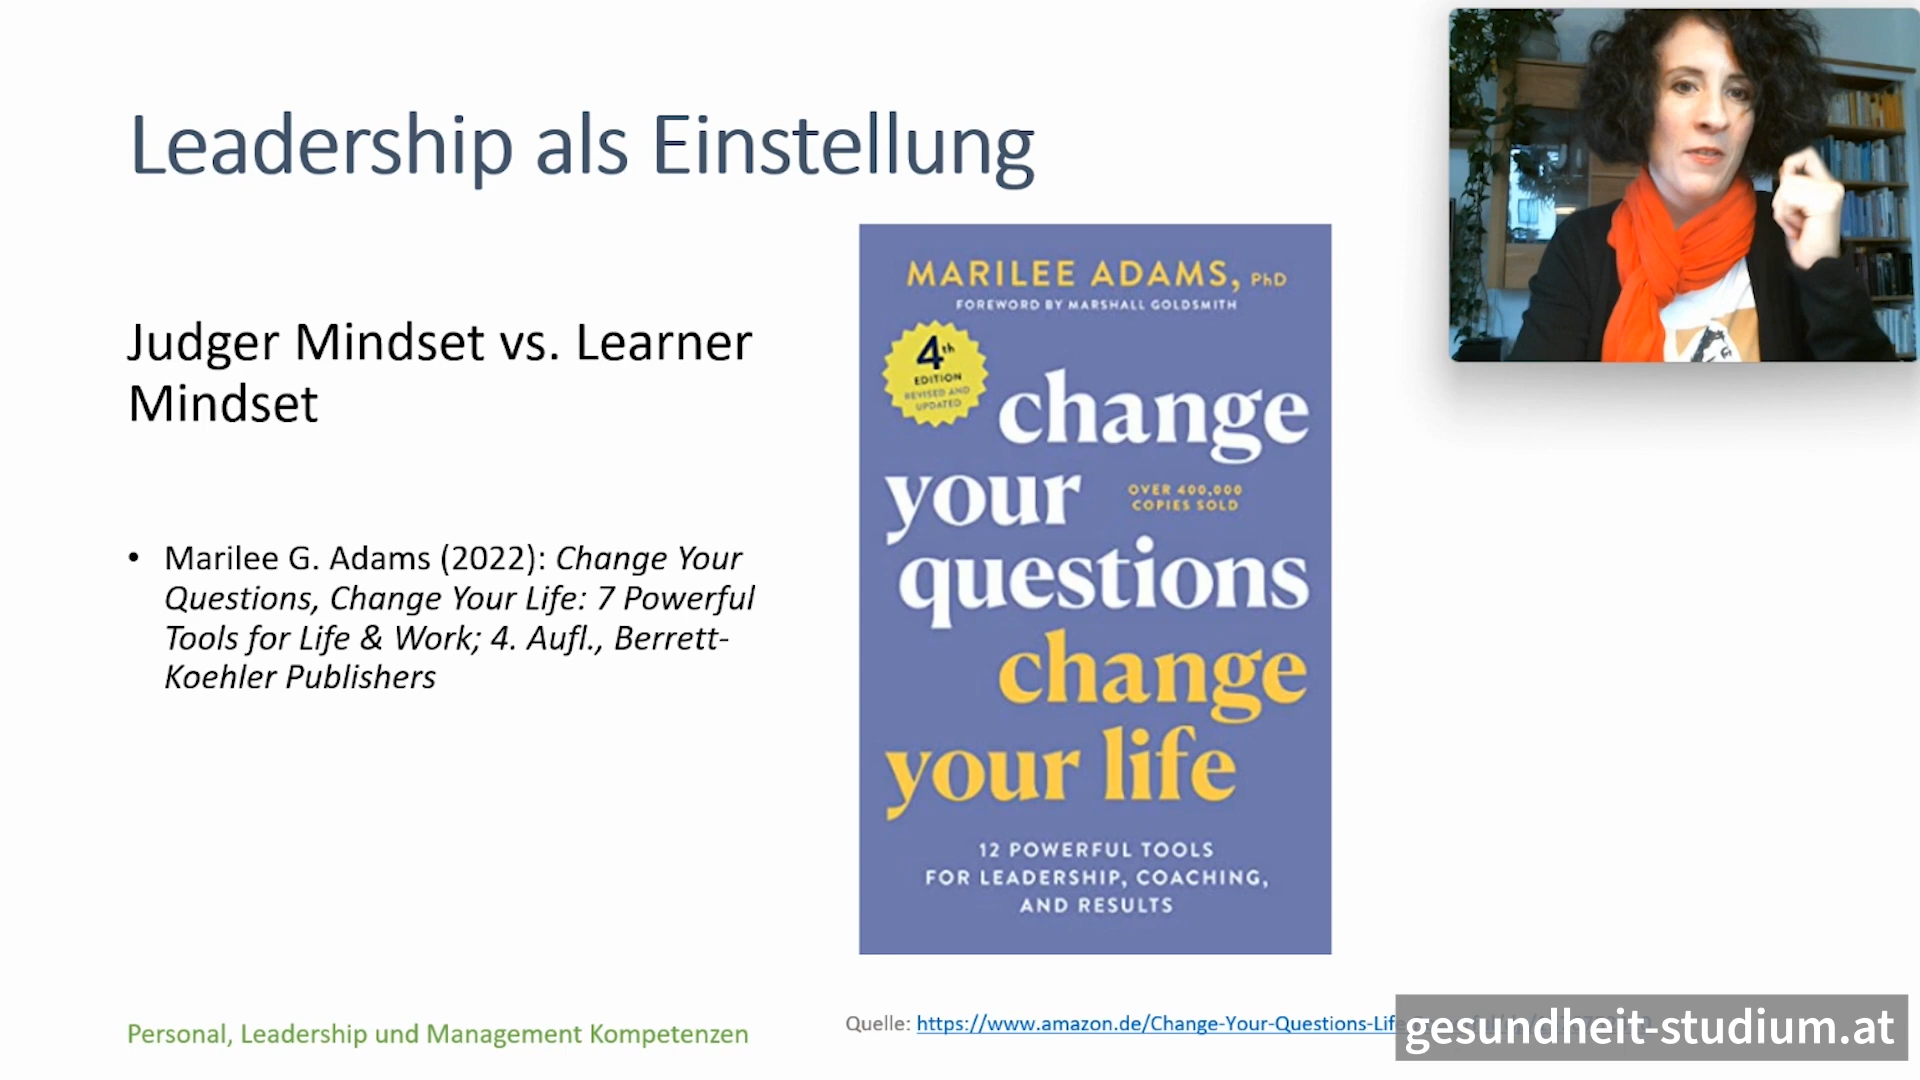 Leadership als Einstellung
Judger Mindset vs. Learner
Mindset
• Marilee G. Adams (2022): Change Your
Questions, Change Your Life: 7 Powerful
Tools for Life & Work; 4. Aufl., Berrett-
Koehler Publishers
MARILEE ADAMS, PhD
FOREWORD BY MARSHALL GOLDSMITH
4th
EDITION
REVISED AND
UPDATED
change
your
OVER 400,000
COPIES SOLD
questions
change
your life
12 POWERFUL TOOLS
FOR LEADERSHIP, COACHING,
AND RESULTS
Personal, Leadership und Management Kompetenzen
Quelle: https://www.amazon.de/Change-Your-Questions-Life
gesundheit-studium.at